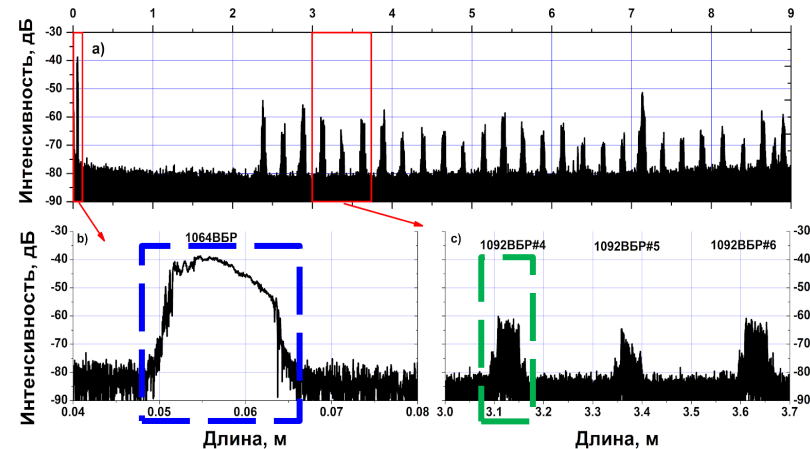 0 1 2 3 4 5 6 7 8 9
Интенсивность, дБ
-30
-40
-50
-60
-70
-80
-90
a)
b)
1064ВБР
Интенсивность, дБ
-30
-40
-50
-60
-70
-80
-90
0.04 0.05 0.06 0.07 0.08
Длина, м
c)
1092ВБР#4 1092ВБР#5 1092ВБР#6
-30
-40
-50
-60
-70
-80
-90
3.0 3.1 3.2 3.3 3.4 3.5 3.6 3.7
Длина, м